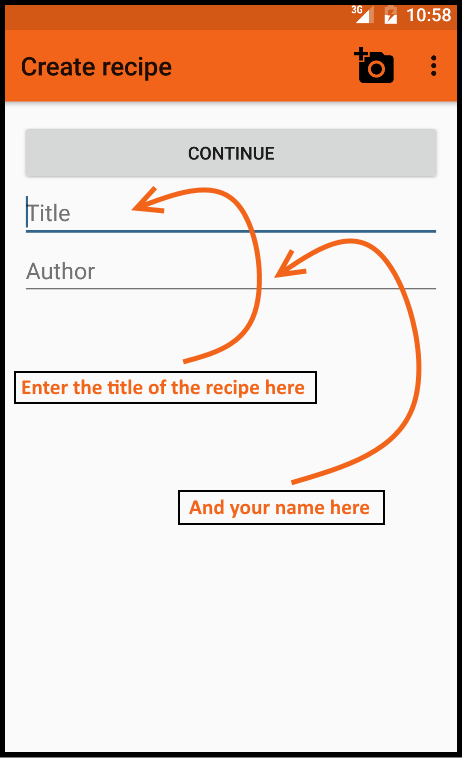 3G 10:58
Create recipe
CONTINUE
Title
Author
Enter the title of the recipe here
And your name here